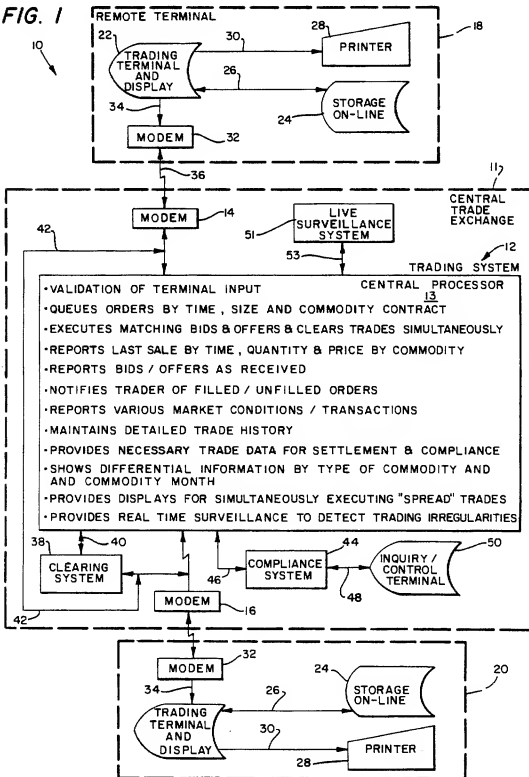 FIG. 1
10
REMOTE TERMINAL
18
22
TRADING
TERMINAL
AND
DISPLAY
30
28
PRINTER
26
24
STORAGE
ON-LINE
34
MODEM
32
36
11
CENTRAL
TRADE
EXCHANGE
42
MODEM
14
51
LIVE
SURVEILLANCE
SYSTEM
53
12
TRADING SYSTEM
CENTRAL PROCESSOR
13
•VALIDATION OF TERMINAL INPUT
•QUEUES ORDERS BY TIME, SIZE AND COMMODITY CONTRACT
•EXECUTES MATCHING BIDS & OFFERS & CLEARS TRADES SIMULTANEOUSLY
•REPORTS LAST SALE BY TIME, QUANTITY & PRICE BY COMMODITY
•REPORTS BIDS / OFFERS AS RECEIVED
•NOTIFIES TRADER OF FILLED / UNFILLED ORDERS
•REPORTS VARIOUS MARKET CONDITIONS / TRANSACTIONS
•MAINTAINS DETAILED TRADE HISTORY
•PROVIDES NECESSARY TRADE DATA FOR SETTLEMENT & COMPLIANCE
•SHOWS DIFFERENTIAL INFORMATION BY TYPE OF COMMODITY AND
AND COMMODITY MONTH
•PROVIDES DISPLAYS FOR SIMULTANEOUSLY EXECUTING "SPREAD" TRADES
•PROVIDES REAL TIME SURVEILLANCE TO DETECT TRADING IRREGULARITIES
38
40
CLEARING
SYSTEM
42
46
44
COMPLIANCE
SYSTEM
48
50
INQUIRY /
CONTROL
TERMINAL
MODEM
16
MODEM
32
34
TRADING
TERMINAL
AND
DISPLAY
26
24
STORAGE
ON-LINE
20
30
28
PRINTER